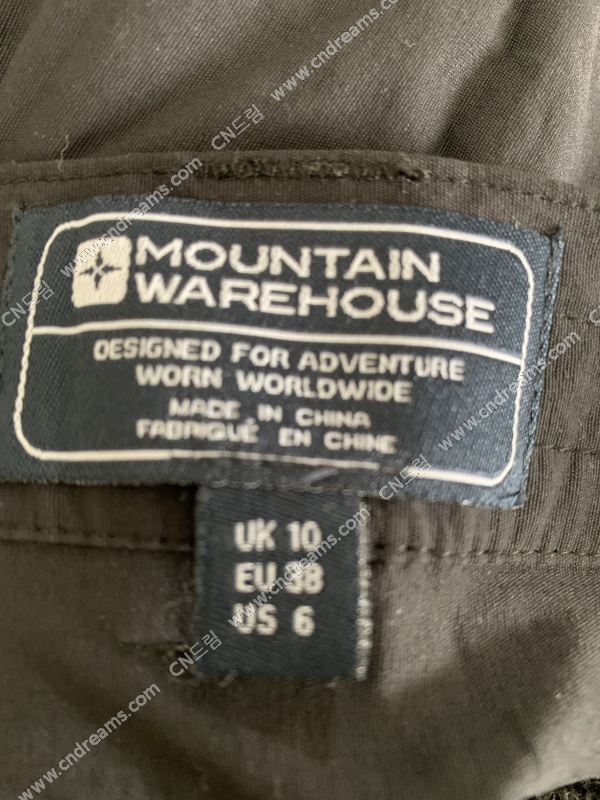 MOUNTAIN
WAREHOUSE
DESIGNED FOR ADVENTURE
WORN WORLDWIDE
MADE IN CHINA
FABRIQUÉ EN CHINE
UK 10
EU 38
US 6
CN드림 www.cndreams.com